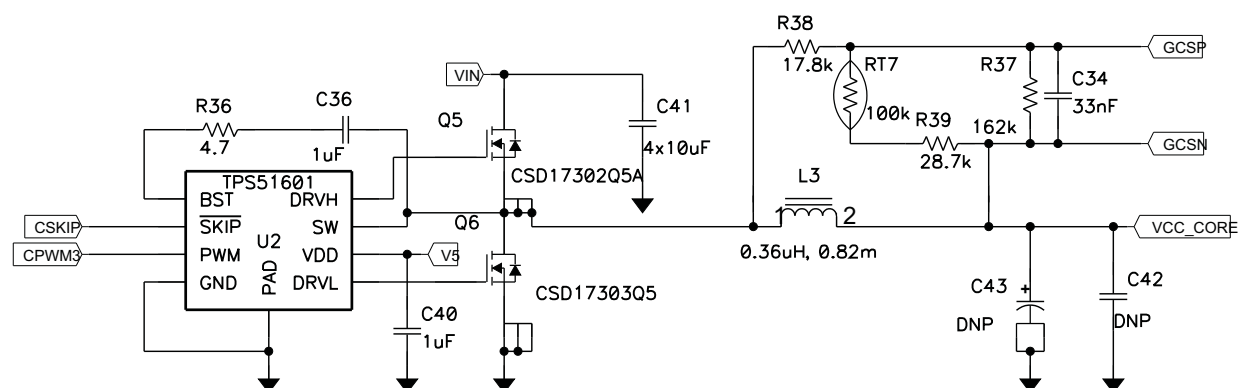 R38
GCSP
17.8k
RT7
R37
C34
33nF
VIN
C36
R36
C41
100k
R39
162k
Q5
4.7
1uF
4x10uF
GCSN
28.7k
CSD17302Q5A
L3
TPS51601
BST
DRVH
CSKIP
SKIP
SW
Q6
1
2
VCC_CORE
U2
CPWM3
PWM
VDD
V5
0.36uH, 0.82m
GND
PAD
DRVL
CSD17303Q5
C43
+
C42
C40
DNP
DNP
1uF